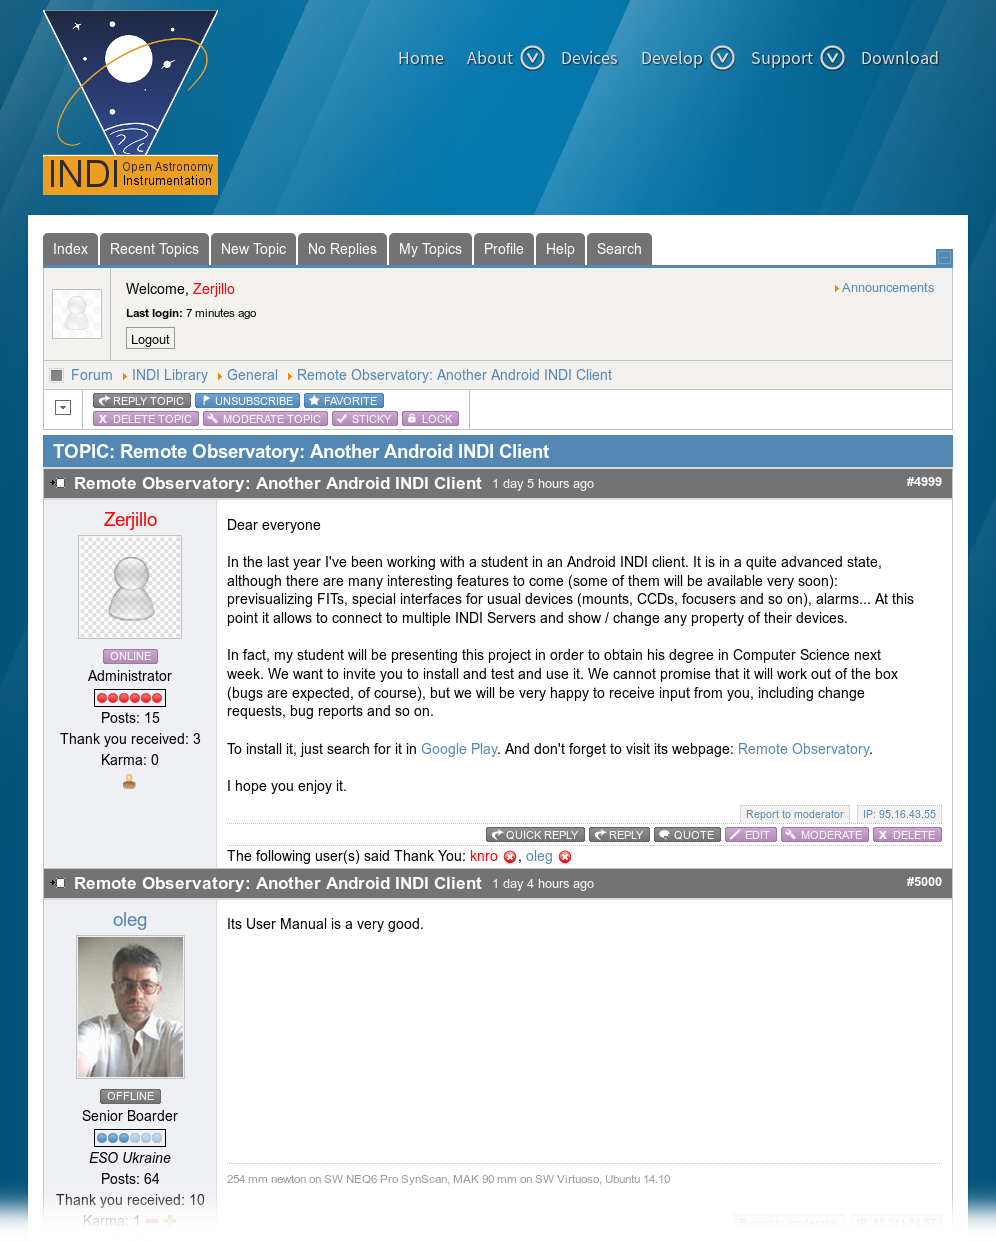 INDI Open Astronomy Instrumentation
Home About Devices Develop Support Download
Index Recent Topics New Topic No Replies My Topics Profile Help Search
Welcome, Zerjillo
Announcements
Last login: 7 minutes ago
Logout
Forum INDI Library General Remote Observatory: Another Android INDI Client
REPLY TOPIC UNSUBSCRIBE FAVORITE
DELETE TOPIC MODERATE TOPIC STICKY LOCK
TOPIC: Remote Observatory: Another Android INDI Client
Remote Observatory: Another Android INDI Client 1 day 5 hours ago #4999
Zerjillo
ONLINE
Administrator
Posts: 15
Thank you received: 3
Karma: 0
Dear everyone
In the last year I've been working with a student in an Android INDI client. It is in a quite advanced state,
although there are many interesting features to come (some of them will be available very soon):
previsualizing FITs, special interfaces for usual devices (mounts, CCDs, focusers and so on), alarms... At this
point it allows to connect to multiple INDI Servers and show / change any property of their devices.
In fact, my student will be presenting this project in order to obtain his degree in Computer Science next
week. We want to invite you to install and test and use it. We cannot promise that it will work out of the box
(bugs are expected, of course), but we will be very happy to receive input from you, including change
requests, bug reports and so on.
To install it, just search for it in Google Play. And don't forget to visit its webpage: Remote Observatory.
I hope you enjoy it.
Report to moderator IP: 95.16.43.55
QUICK REPLY REPLY QUOTE EDIT MODERATE DELETE
The following user(s) said Thank You: knro , oleg
Remote Observatory: Another Android INDI Client 1 day 4 hours ago #5000
oleg
OFFLINE
Senior Boarder
ESO Ukraine
Posts: 64
Thank you received: 10
Karma: 1
Its User Manual is a very good.
254 mm newton on SW NEQ6 Pro SynScan, MAK 90 mm on SW Virtuoso, Ubuntu 14.10
Report to moderator